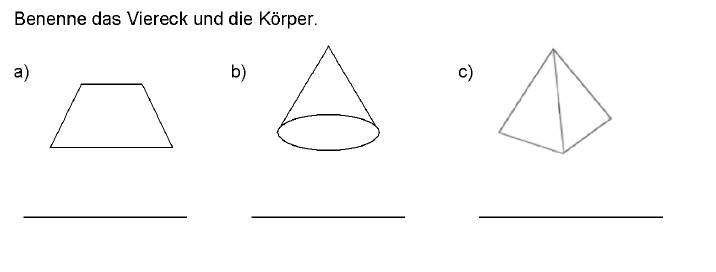 Benenne das Viereck und die Körper.
a) b) c)